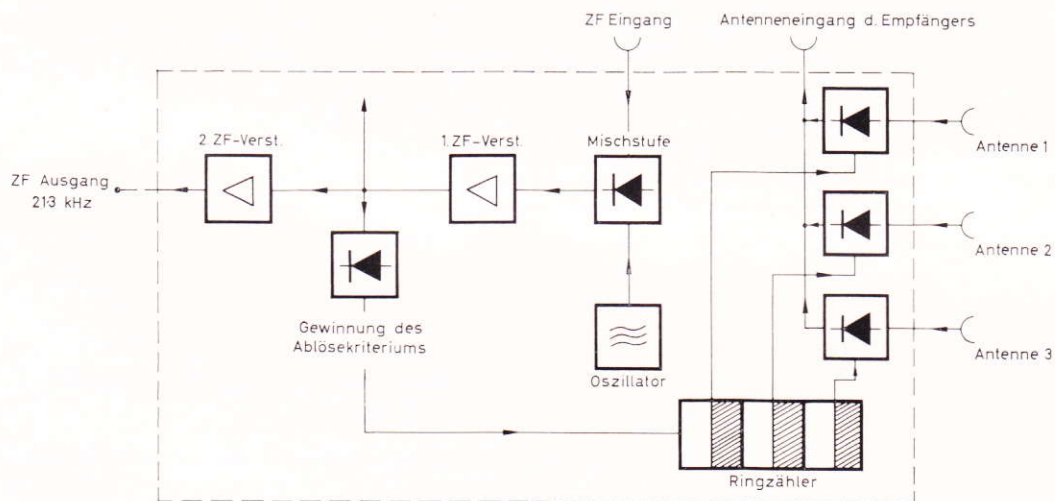 ZF Eingang
Antenneneingang d. Empfängers
2. ZF-Verst.
1. ZF-Verst.
Mischstufe
Antenne 1
ZF Ausgang
213 kHz
Antenne 2
Gewinnung des
Ablösekriteriums
Oszillator
Antenne 3
Ringzähler